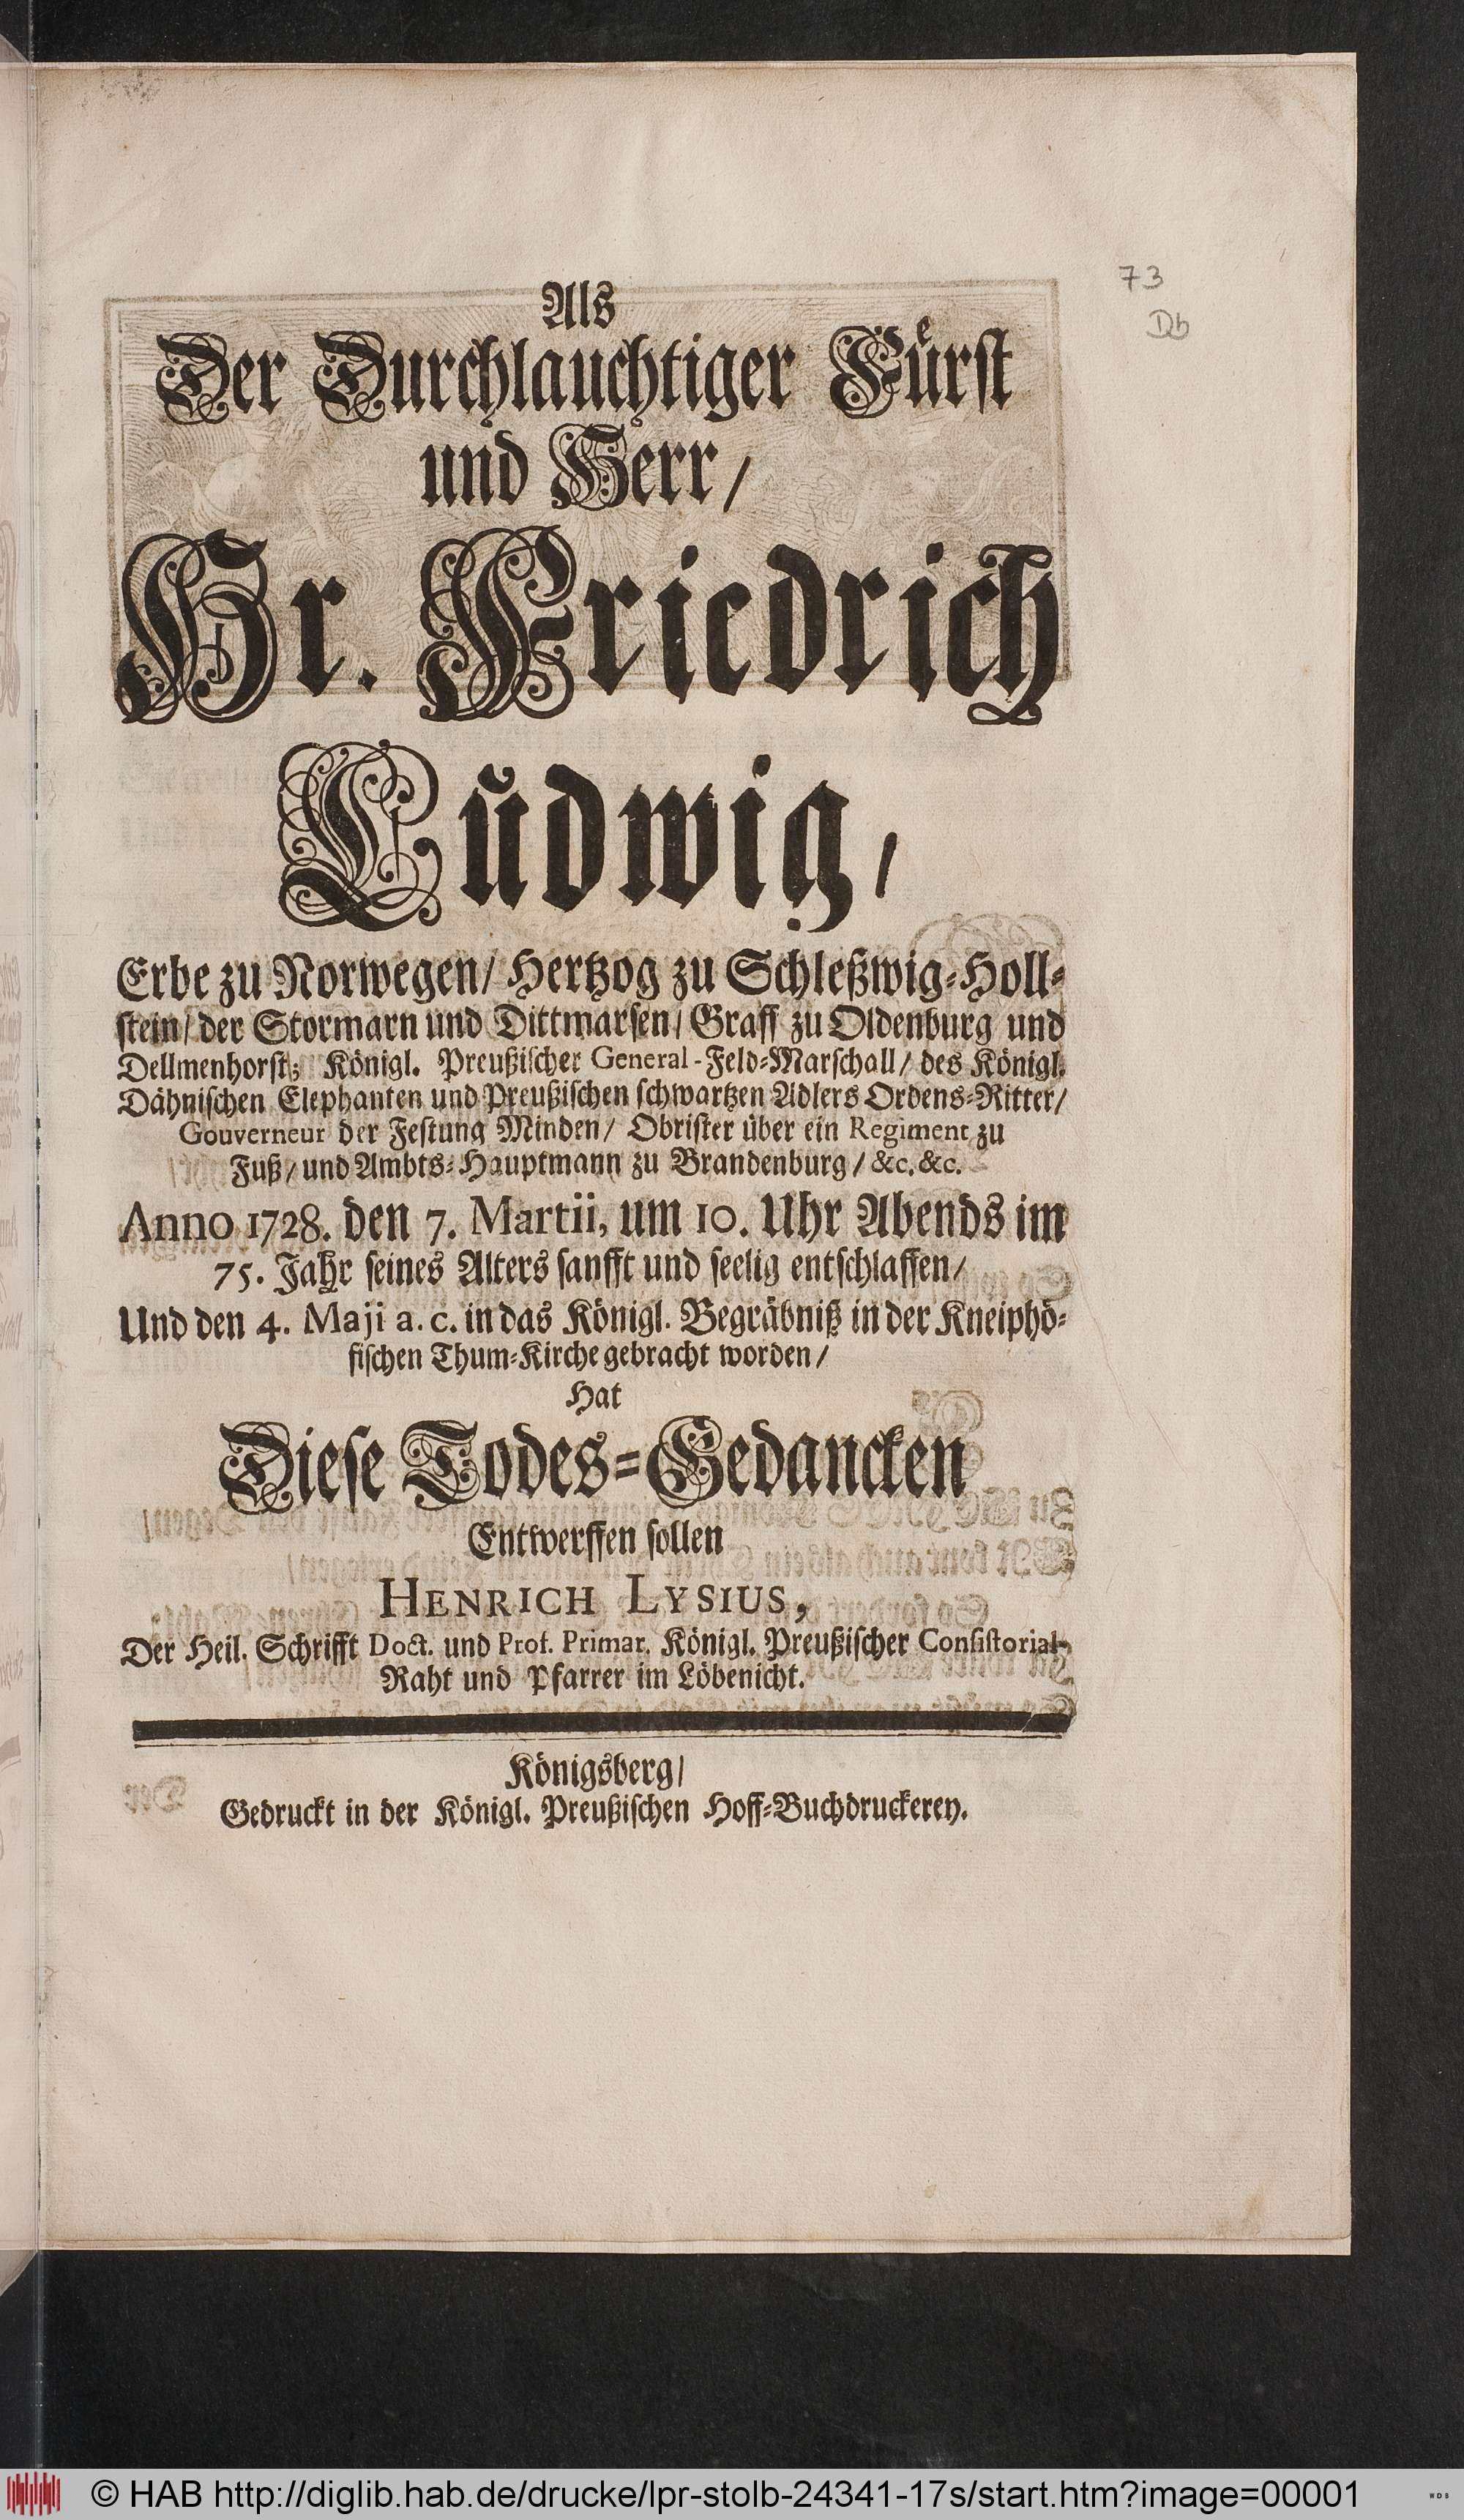 Als
Der Durchlauchtiger Fuͤrst
und Herr/
Hr. Friedrich
Ludwig/
Erbe zu Norwegen/ Hertzog zu Schleßwig-Holl-
stein/ der Stormarn und Dittmarsen/ Graff zu Oldenburg und
Dellmenhorst; Königl. Preußischer General-Feld-Marschall/ des Königl.
Dähnischen Elephanten und Preußischen schwartzen Adlers Ordens-Ritter/
Gouverneur der Festung Minden/ Obrister über ein Regiment zu
Fuß/ und Ambts-Hauptmann zu Brandenburg/ &c. &c.
Anno 1728. den 7. Martii, um 10. Uhr Abends im
75. Jahr seines Alters sanfft und seelig entschlaffen/
Und den 4. Maji a. c. in das Königl. Begräbniß in der Kneiphö-
fischen Thum-Kirche gebracht worden/
Hat
Diese Todes-Gedancken
Entwerffen sollen
HENRICH LYSIUS,
Der Heil. Schrifft Doct. und Prof. Primar. Königl. Preußischer Consistorial-
Raht und Pfarrer im Löbenicht.
Königsberg/
Gedruckt in der Königl. Preußischen Hoff-Buchdruckerey.
73
Db
© HAB http://diglib.hab.de/drucke/lpr-stolb-24341-17s/start.htm?image=00001
WDB